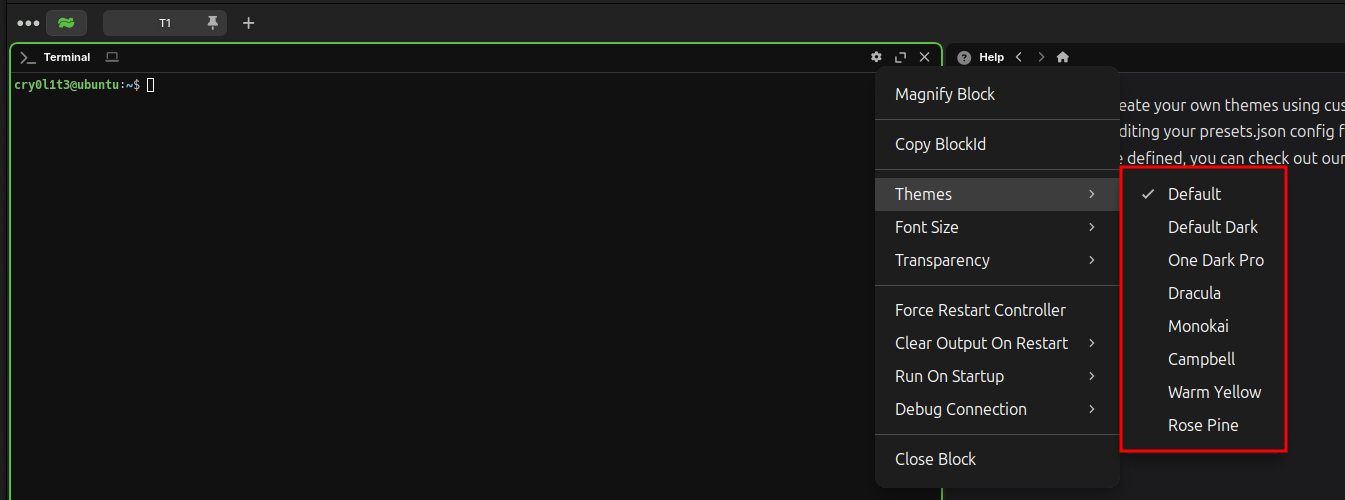 T1
Terminal
Help
cry0l1t3@ubuntu:~$
eate your own themes using cus
diting your presets.json config f
e defined, you can check out our
Magnify Block
Copy BlockId
Themes
Font Size
Transparency
Force Restart Controller
Clear Output On Restart
Run On Startup
Debug Connection
Close Block
Default
Default Dark
One Dark Pro
Dracula
Monokai
Campbell
Warm Yellow
Rose Pine